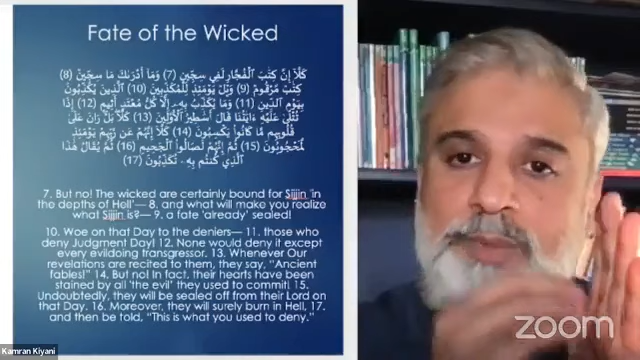 Fate of the Wicked
كَلَّآ إِنَّ كِتَٰبَ ٱلْفُجَّارِ لَفِى سِجِّينٍ (7) وَمَآ أَدْرَىٰكَ مَا سِجِّينٌ (8)
كِتَٰبٌ مَّرْقُومٌ (9) وَيْلٌ يَوْمَئِذٍ لِّلْمُكَذِّبِينَ (10) ٱلَّذِينَ يُكَذِّبُونَ
بِيَوْمِ ٱلدِّينِ (11) وَمَا يُكَذِّبُ بِهِۦٓ إِلَّا كُلُّ مُعْتَدٍ أَثِيمٍ (12) إِذَا
تُتْلَىٰ عَلَيْهِ ءَايَٰتُنَا قَالَ أَسَٰطِيرُ ٱلْأَوَّلِينَ (13) كَلَّا بَلْ رَانَ عَلَىٰ
قُلُوبِهِم مَّا كَانُوا۟ يَكْسِبُونَ (14) كَلَّآ إِنَّهُمْ عَن رَّبِّهِمْ يَوْمَئِذٍ
لَّمَحْجُوبُونَ (15) ثُمَّ إِنَّهُمْ لَصَالُوا۟ ٱلْجَحِيمِ (16) ثُمَّ يُقَالُ هَٰذَا
ٱلَّذِى كُنتُم بِهِۦ تُكَذِّبُونَ (17)
7. But no! The wicked are certainly bound for Sijjin 'in
the depths of Hell'— 8. and what will make you realize
what Sijjin is?— 9. a fate 'already' sealed!
10. Woe on that Day to the deniers— 11. those who
deny Judgment Day! 12. None would deny it except
every evildoing transgressor. 13. Whenever Our
revelations are recited to them, they say, "Ancient
fables!" 14. But no! In fact, their hearts have been
stained by all 'the evil' they used to commit! 15.
Undoubtedly, they will be sealed off from their Lord on
that Day. 16. Moreover, they will surely burn in Hell, 17.
and then be told, "This is what you used to deny."
Kamran Kiyani
zoom